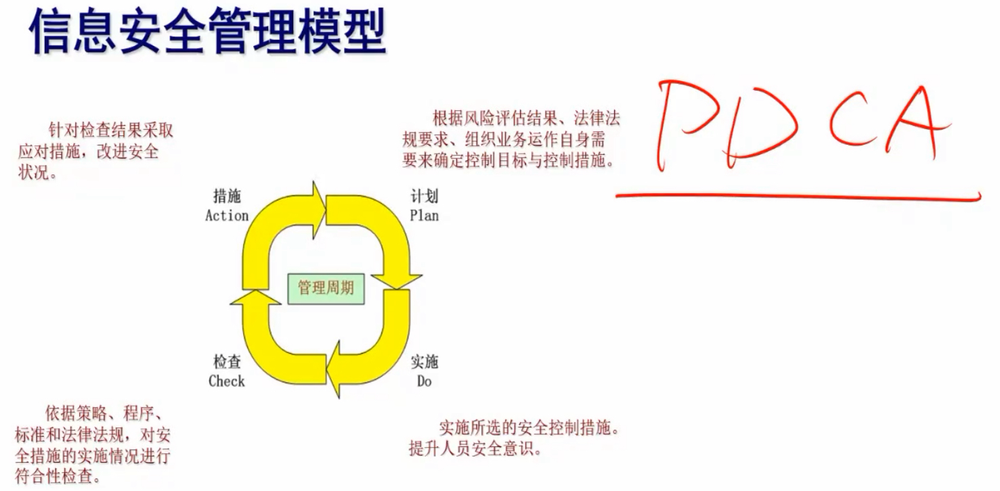 信息安全管理模型
PDCA
针对检查结果采取
应对措施，改进安全
状况。
根据风险评估结果、法律法
规要求、组织业务运作自身需
要来确定控制目标与控制措施。
措施
Action
计划
Plan
管理周期
检查
Check
实施
Do
依据策略、程序、
标准和法律法规，对安
全措施的实施情况进行
符合性检查。
实施所选的安全控制措施。
提升人员安全意识。